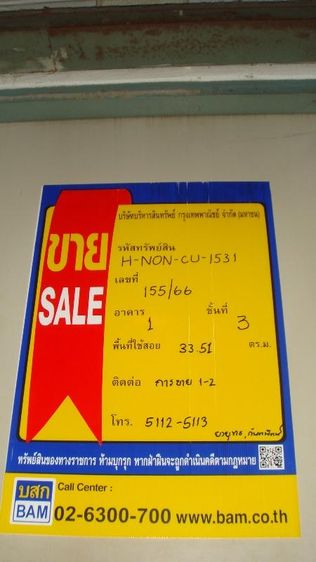 บริษัทบริหารสินทรัพย์ กรุงเทพพาณิชย์ จำกัด (มหาชน)
ขาย
SALE
รหัสทรัพย์สิน
H-NON-CU-1531
เลขที่ 155/66
อาคาร 1 ชั้นที่ 3
พื้นที่ใช้สอย 33.51 ตร.ม.
ติดต่อ การขาย 1-2
โทร. 5112-5113
ทรัพย์สินของทางราชการ ห้ามบุกรุก หากฝ่าฝืนจะถูกดำเนินคดีตามกฎหมาย
บสก
BAM
Call Center :
02-6300-700 www.bam.co.th